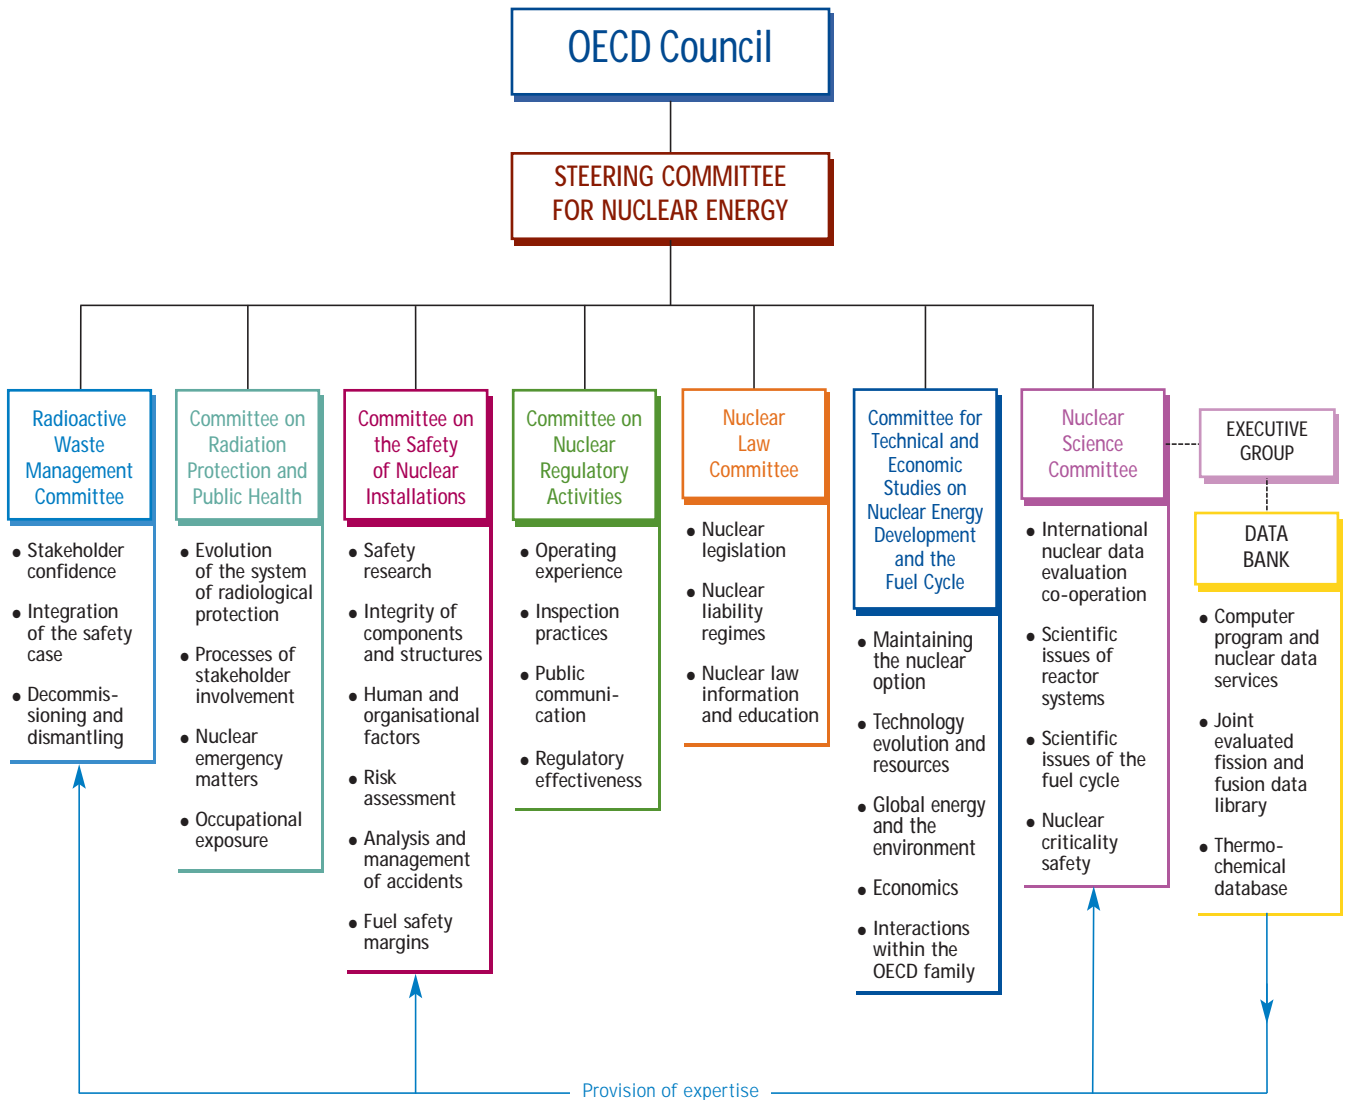 OECD Council
STEERING COMMITTEE
FOR NUCLEAR ENERGY
Radioactive
Waste
Management
Committee
• Stakeholder
confidence
• Integration
of the safety
case
• Decommis-
sioning and
dismantling
Committee on
Radiation
Protection and
Public Health
• Evolution
of the system
of radiological
protection
• Processes of
stakeholder
involvement
• Nuclear
emergency
matters
• Occupational
exposure
Committee on
the Safety
of Nuclear
Installations
• Safety
research
• Integrity of
components
and structures
• Human and
organisational
factors
• Risk
assessment
• Analysis and
management
of accidents
• Fuel safety
margins
Committee on
Nuclear
Regulatory
Activities
• Operating
experience
• Inspection
practices
• Public
communi-
cation
• Regulatory
effectiveness
Nuclear
Law
Committee
• Nuclear
legislation
• Nuclear
liability
regimes
• Nuclear law
information
and education
Committee for
Technical and
Economic
Studies on
Nuclear Energy
Development
and the
Fuel Cycle
• Maintaining
the nuclear
option
• Technology
evolution and
resources
• Global energy
and the
environment
• Economics
• Interactions
within the
OECD family
Nuclear
Science
Committee
• International
nuclear data
evaluation
co-operation
• Scientific
issues of
reactor
systems
• Scientific
issues of the
fuel cycle
• Nuclear
criticality
safety
EXECUTIVE
GROUP
DATA
BANK
• Computer
program and
nuclear data
services
• Joint
evaluated
fission and
fusion data
library
• Thermo-
chemical
database
Provision of expertise